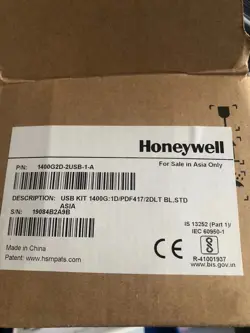 Honeywell
P/N: 1400G2D-2USB-1-A
For Sale in Asia Only
DESCRIPTION: USB KIT 1400G:1D/PDF417/2DLT BL.STD
ASIA
S/N: 19084B2A9B
IS 13252 (Part 1)/
IEC 60950-1
Made in China
Patent: www.hsmpats.com
R-41001937
www.bis.gov.in